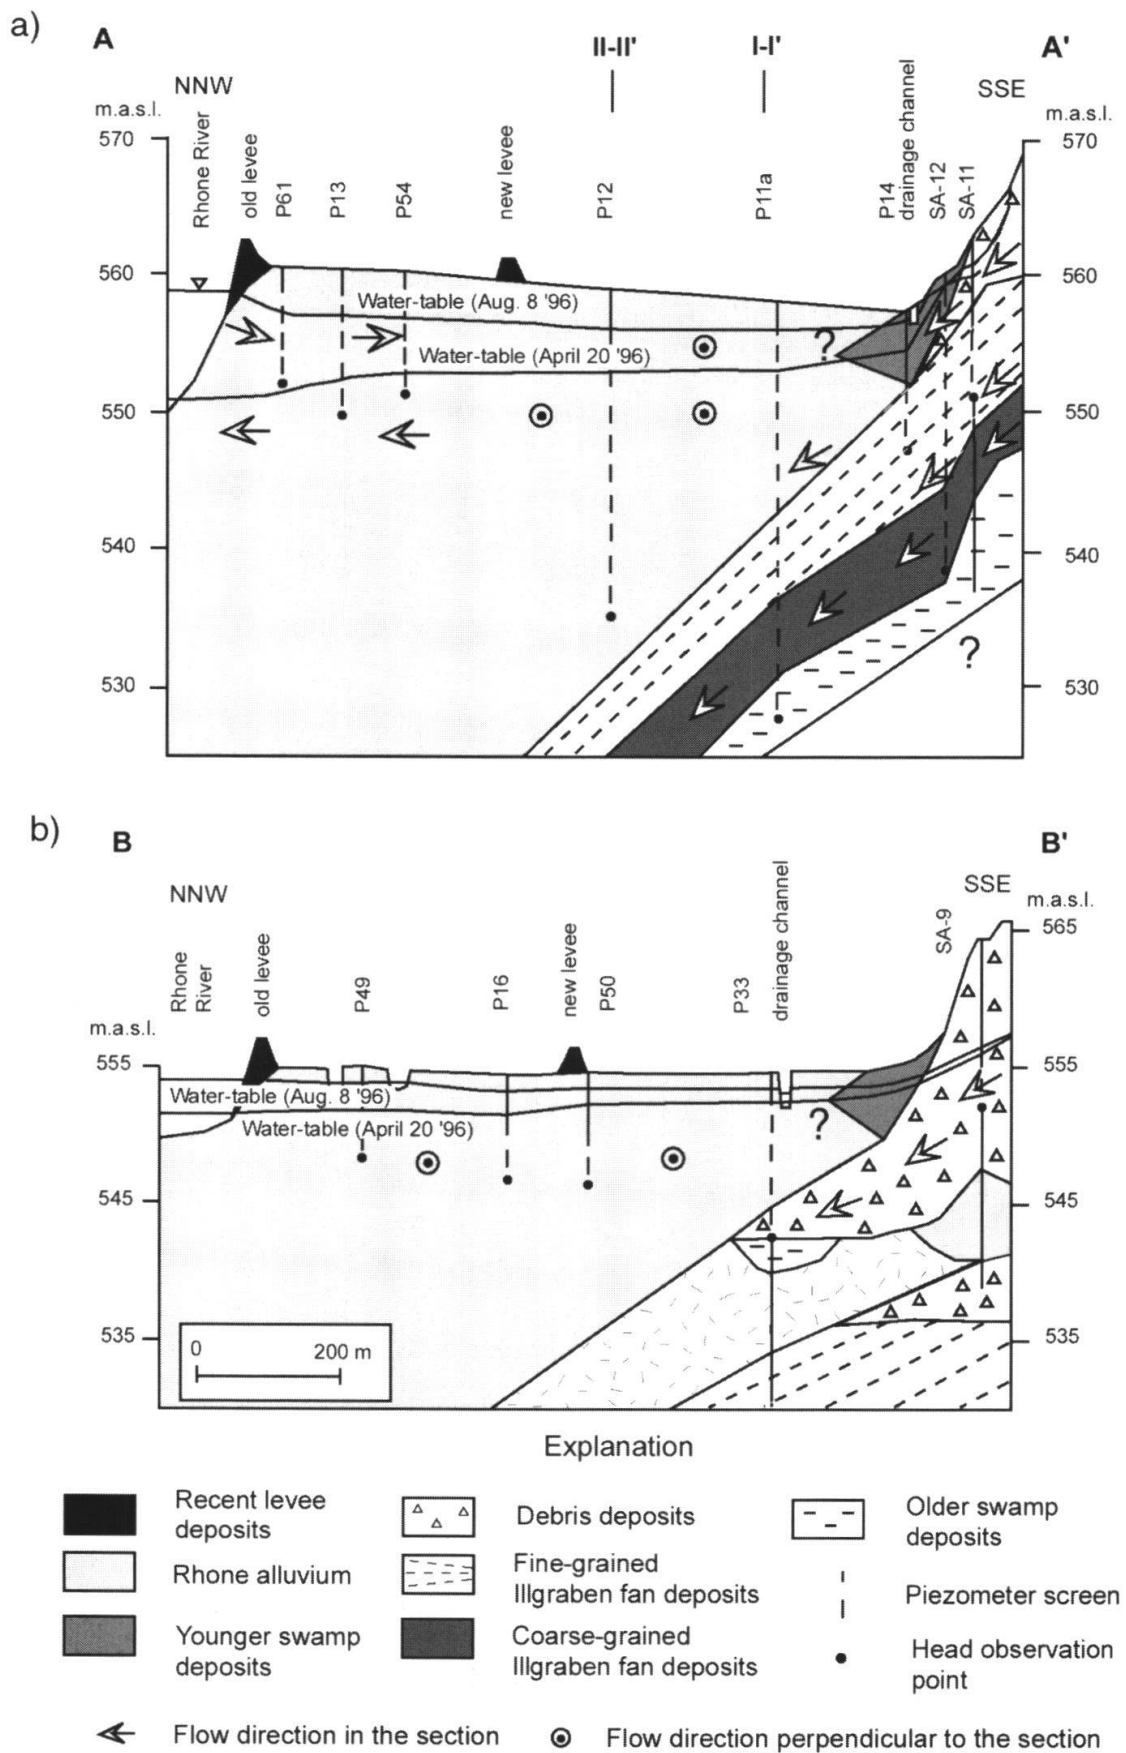 a)
A
II-II'
I-I'
A'
NNW
SSE
m.a.s.l.
m.a.s.l.
Rhone River
old levee
P61
P13
P54
new levee
P12
P11a
P14
drainage channel
SA-12
SA-11
570
570
560
560
Water-table (Aug. 8 '96)
?
Water-table (April 20 '96)
550
550
540
540
?
530
530
b)
B
B'
NNW
SSE
m.a.s.l.
m.a.s.l.
Rhone
River
old levee
P49
P16
new levee
P50
P33
drainage channel
SA-9
565
555
555
Water-table (Aug. 8 '96)
Water-table (April 20 '96)
?
545
545
535
535
0
200 m
Explanation
Recent levee
deposits
Debris deposits
Older swamp
deposits
Rhone alluvium
Fine-grained
Illgraben fan deposits
Piezometer screen
Younger swamp
deposits
Coarse-grained
Illgraben fan deposits
Head observation
point
Flow direction in the section
Flow direction perpendicular to the section